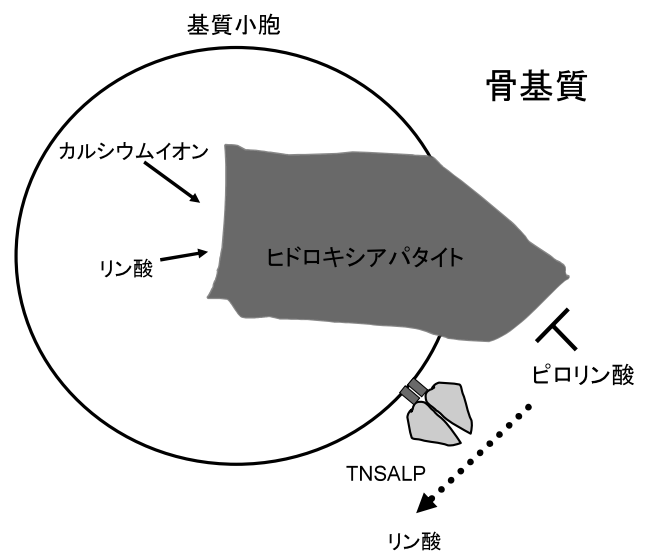 基質小胞
骨基質
カルシウムイオン
リン酸
ヒドロキシアパタイト
ピロリン酸
TNSALP
リン酸